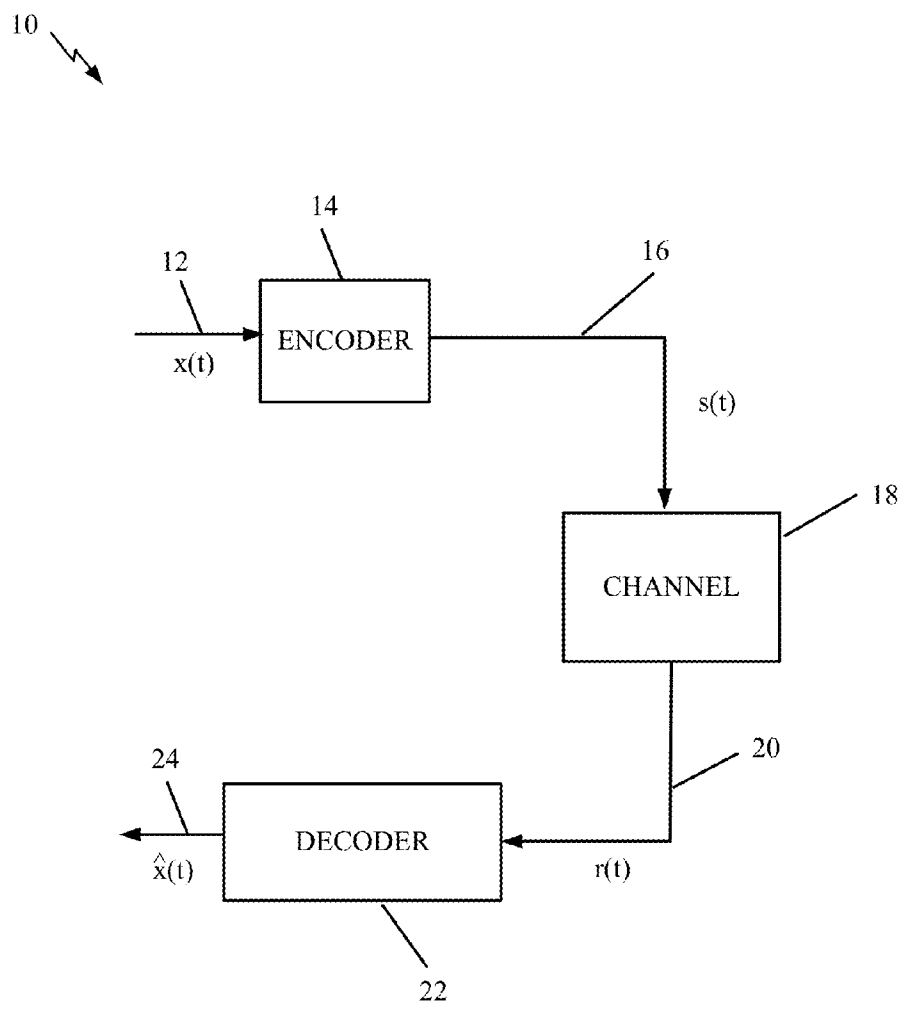 10
14
12
16
ENCODER
x(t)
s(t)
18
CHANNEL
24
20
DECODER
x̂(t)
r(t)
22